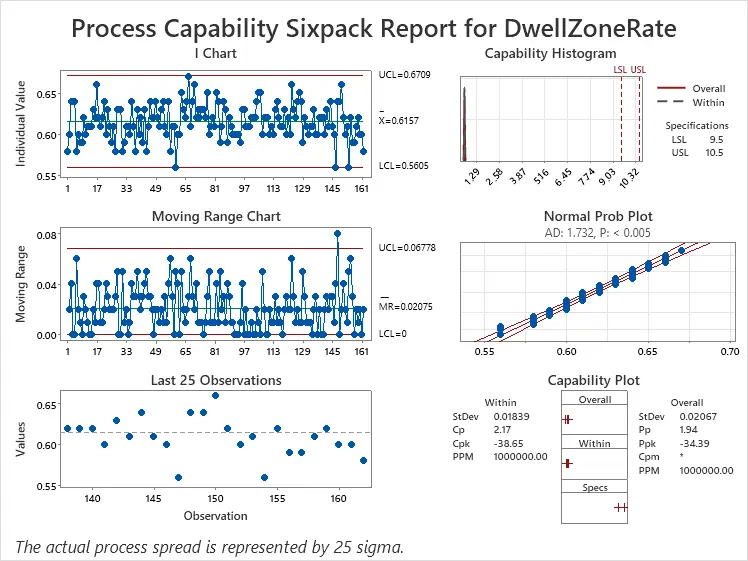 Process Capability Sixpack Report for DwellZoneRate
I Chart
Individual Value
0.65
0.60
0.55
UCL=0.6709
_
X=0.6157
LCL=0.5605
1 17 33 49 65 81 97 113 129 145 161
Capability Histogram
LSL USL
Overall
Within
Specifications
LSL 9.5
USL 10.5
1.29 2.58 3.87 5.16 6.45 7.74 9.03 10.32
Moving Range Chart
Moving Range
0.08
0.04
0.00
UCL=0.06778
__
MR=0.02075
LCL=0
1 17 33 49 65 81 97 113 129 145 161
Normal Prob Plot
AD: 1.732, P: < 0.005
0.55 0.60 0.65 0.70
Last 25 Observations
Values
0.65
0.60
0.55
140 145 150 155 160
Observation
Capability Plot
Within
StDev 0.01839
Cp 2.17
Cpk -38.65
PPM 1000000.00
Overall
Within
Specs
Overall
StDev 0.02067
Pp 1.94
Ppk -34.39
Cpm *
PPM 1000000.00
The actual process spread is represented by 25 sigma.